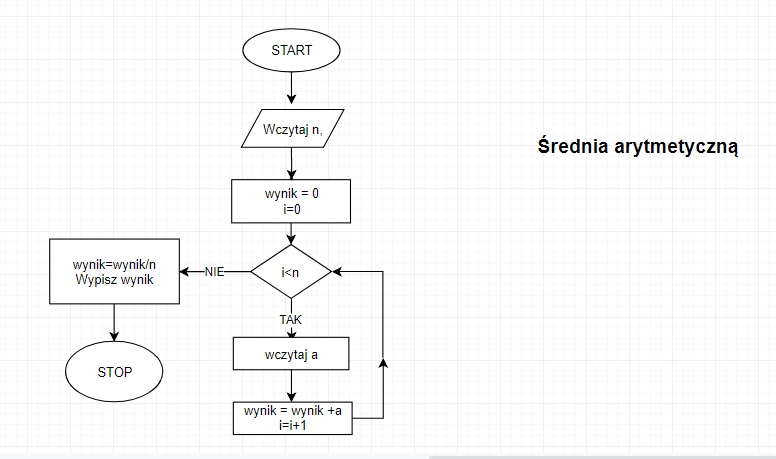 START
Wczytaj n,
Średnia arytmetyczną
wynik = 0
i=0
i<n
NIE
wynik=wynik/n
Wypisz wynik
TAK
wczytaj a
STOP
wynik = wynik +a
i=i+1